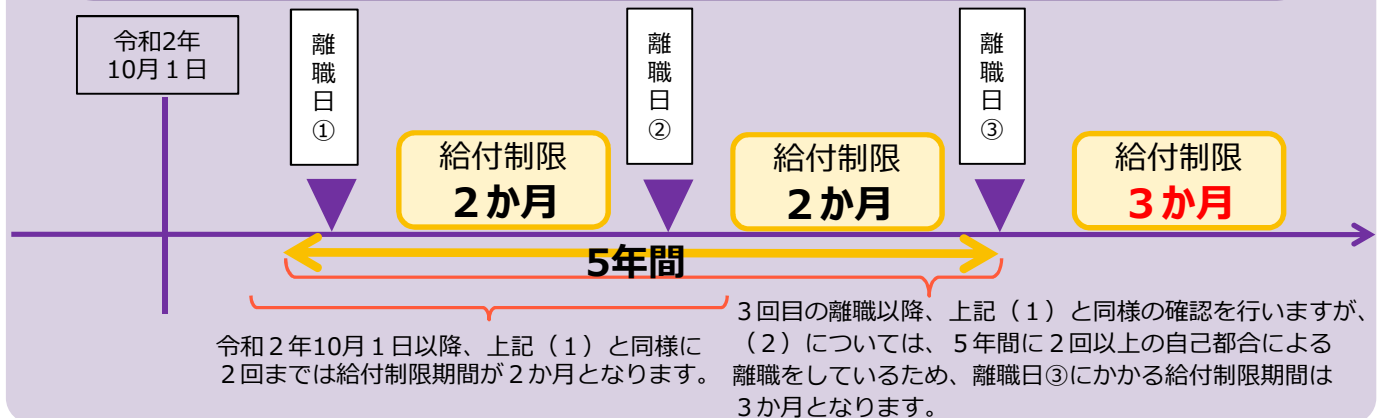 令和2年
10月１日
離職日①
離職日②
離職日③
給付制限
２か月
給付制限
２か月
給付制限
３か月
5年間
令和２年10月１日以降、上記（１）と同様に
２回までは給付制限期間が２か月となります。
３回目の離職以降、上記（１）と同様の確認を行いますが、
（２）については、５年間に２回以上の自己都合による
離職をしているため、離職日③にかかる給付制限期間は
３か月となります。